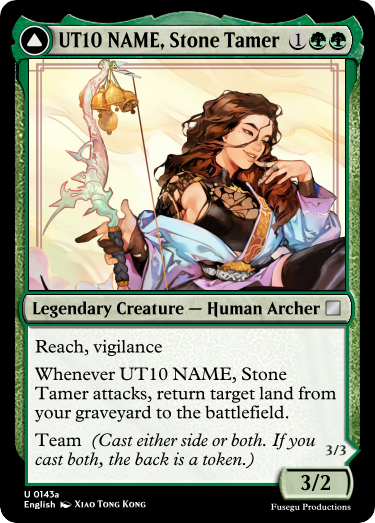 UT10 NAME, Stone Tamer 1
Legendary Creature — Human Archer
Reach, vigilance
Whenever UT10 NAME, Stone
Tamer attacks, return target land from
your graveyard to the battlefield.
Team (Cast either side or both. If you
cast both, the back is a token.)
3/3
3/2
U 0143a
English Xiao Tong Kong
Fusegu Productions